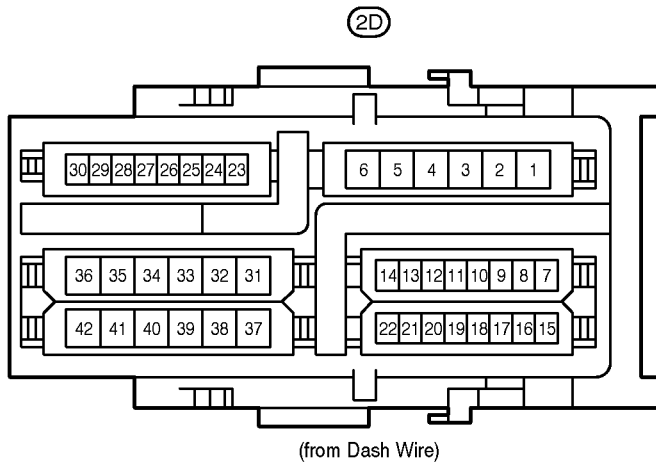 2D
30 29 28 27 26 25 24 23
6 5 4 3 2 1
36 35 34 33 32 31
14 13 12 11 10 9 8 7
42 41 40 39 38 37
22 21 20 19 18 17 16 15
(from Dash Wire)